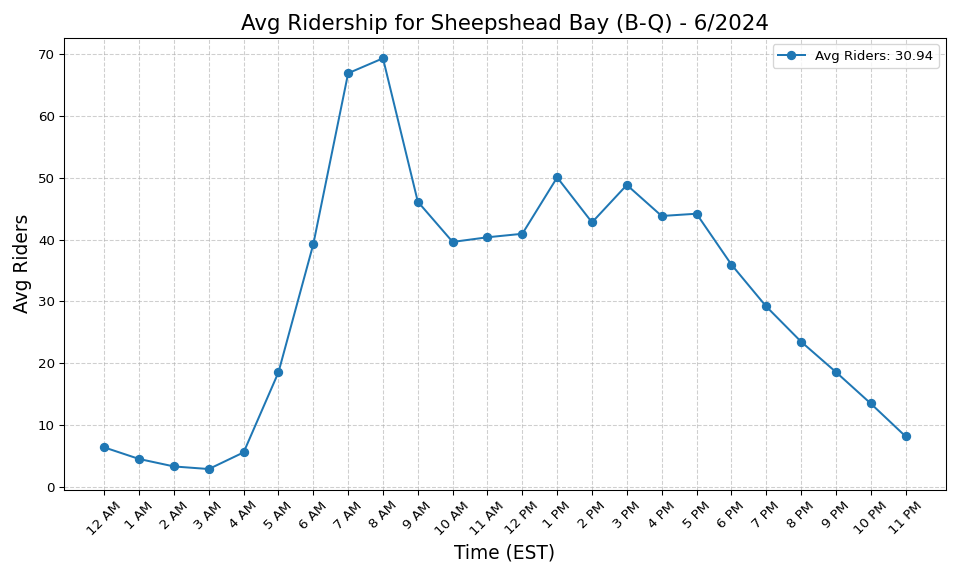 Avg Ridership for Sheepshead Bay (B-Q) - 6/2024
Avg Riders: 30.94
Avg Riders
70
60
50
40
30
20
10
0
12 AM
1 AM
2 AM
3 AM
4 AM
5 AM
6 AM
7 AM
8 AM
9 AM
10 AM
11 AM
12 PM
1 PM
2 PM
3 PM
4 PM
5 PM
6 PM
7 PM
8 PM
9 PM
10 PM
11 PM
Time (EST)